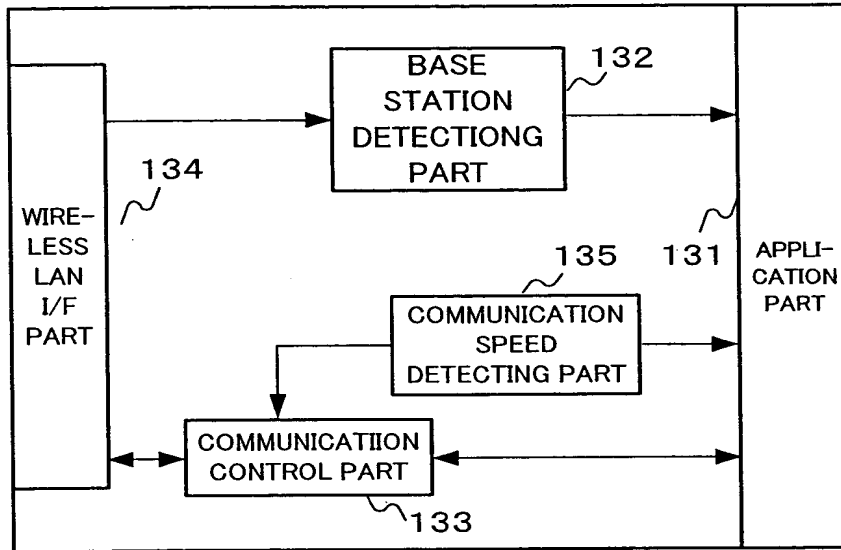 BASE
STATION
DETECTIONG
PART
132
134
WIRE-
LESS
LAN
I/F
PART
131
APPLI-
CATION
PART
135
COMMUNICATION
SPEED
DETECTING PART
COMMUNICATIION
CONTROL PART
133